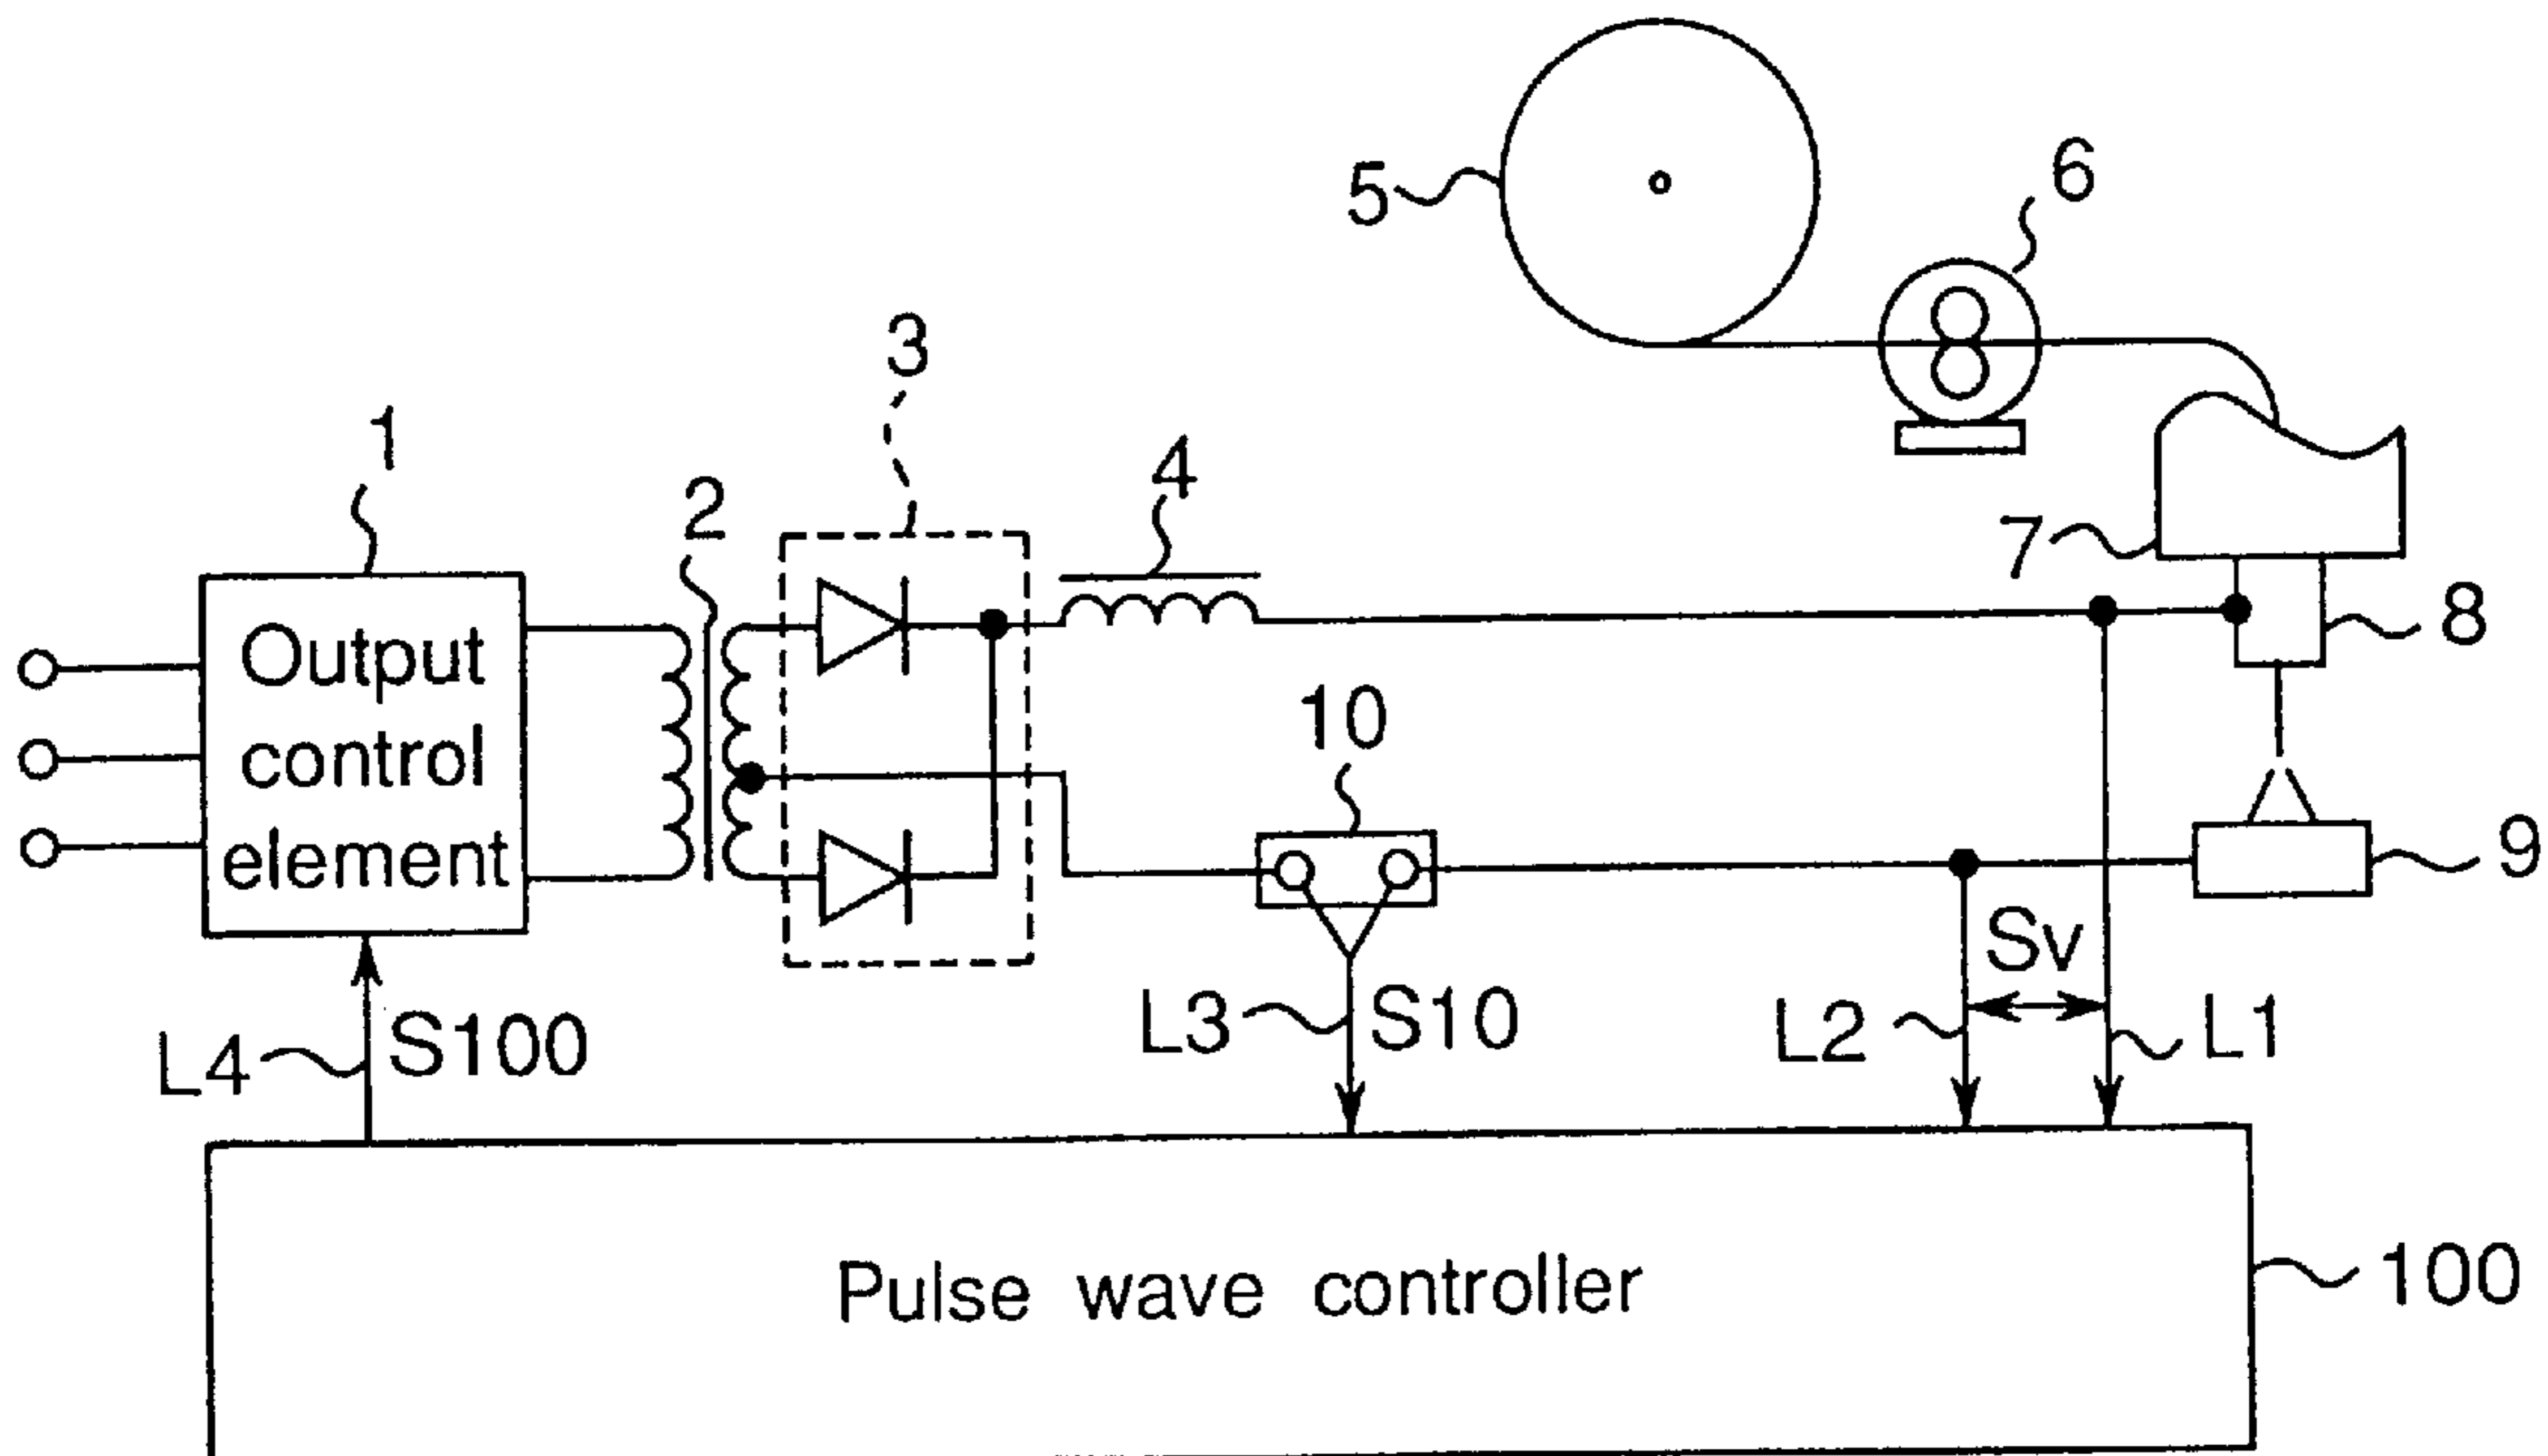 5
6
3
1
2
4
7
8
Output
control
element
10
9
Sv
L4
S100
L3
S10
L2
L1
Pulse wave controller
100